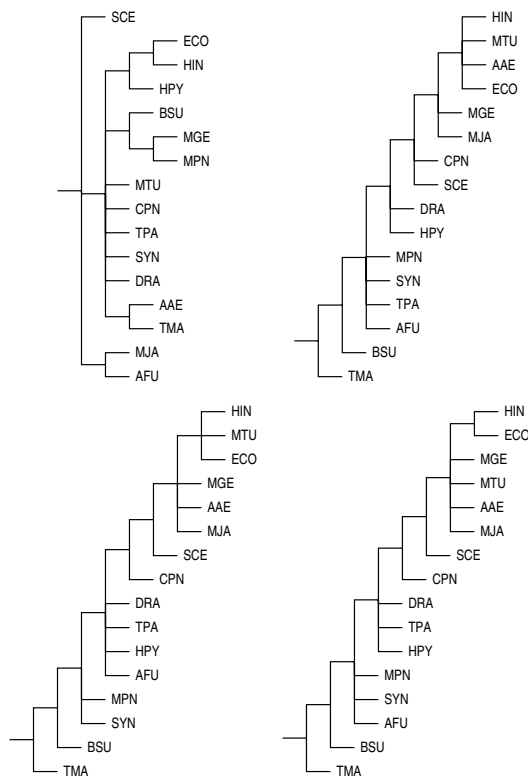 SCE
ECO
HIN
HPY
BSU
MGE
MPN
MTU
CPN
TPA
SYN
DRA
AAE
TMA
MJA
AFU
HIN
MTU
AAE
ECO
MGE
MJA
CPN
SCE
DRA
HPY
MPN
SYN
TPA
AFU
BSU
TMA
HIN
MTU
ECO
MGE
AAE
MJA
SCE
CPN
DRA
TPA
HPY
AFU
MPN
SYN
BSU
TMA
HIN
ECO
MGE
MTU
AAE
MJA
SCE
CPN
DRA
TPA
HPY
MPN
SYN
AFU
BSU
TMA